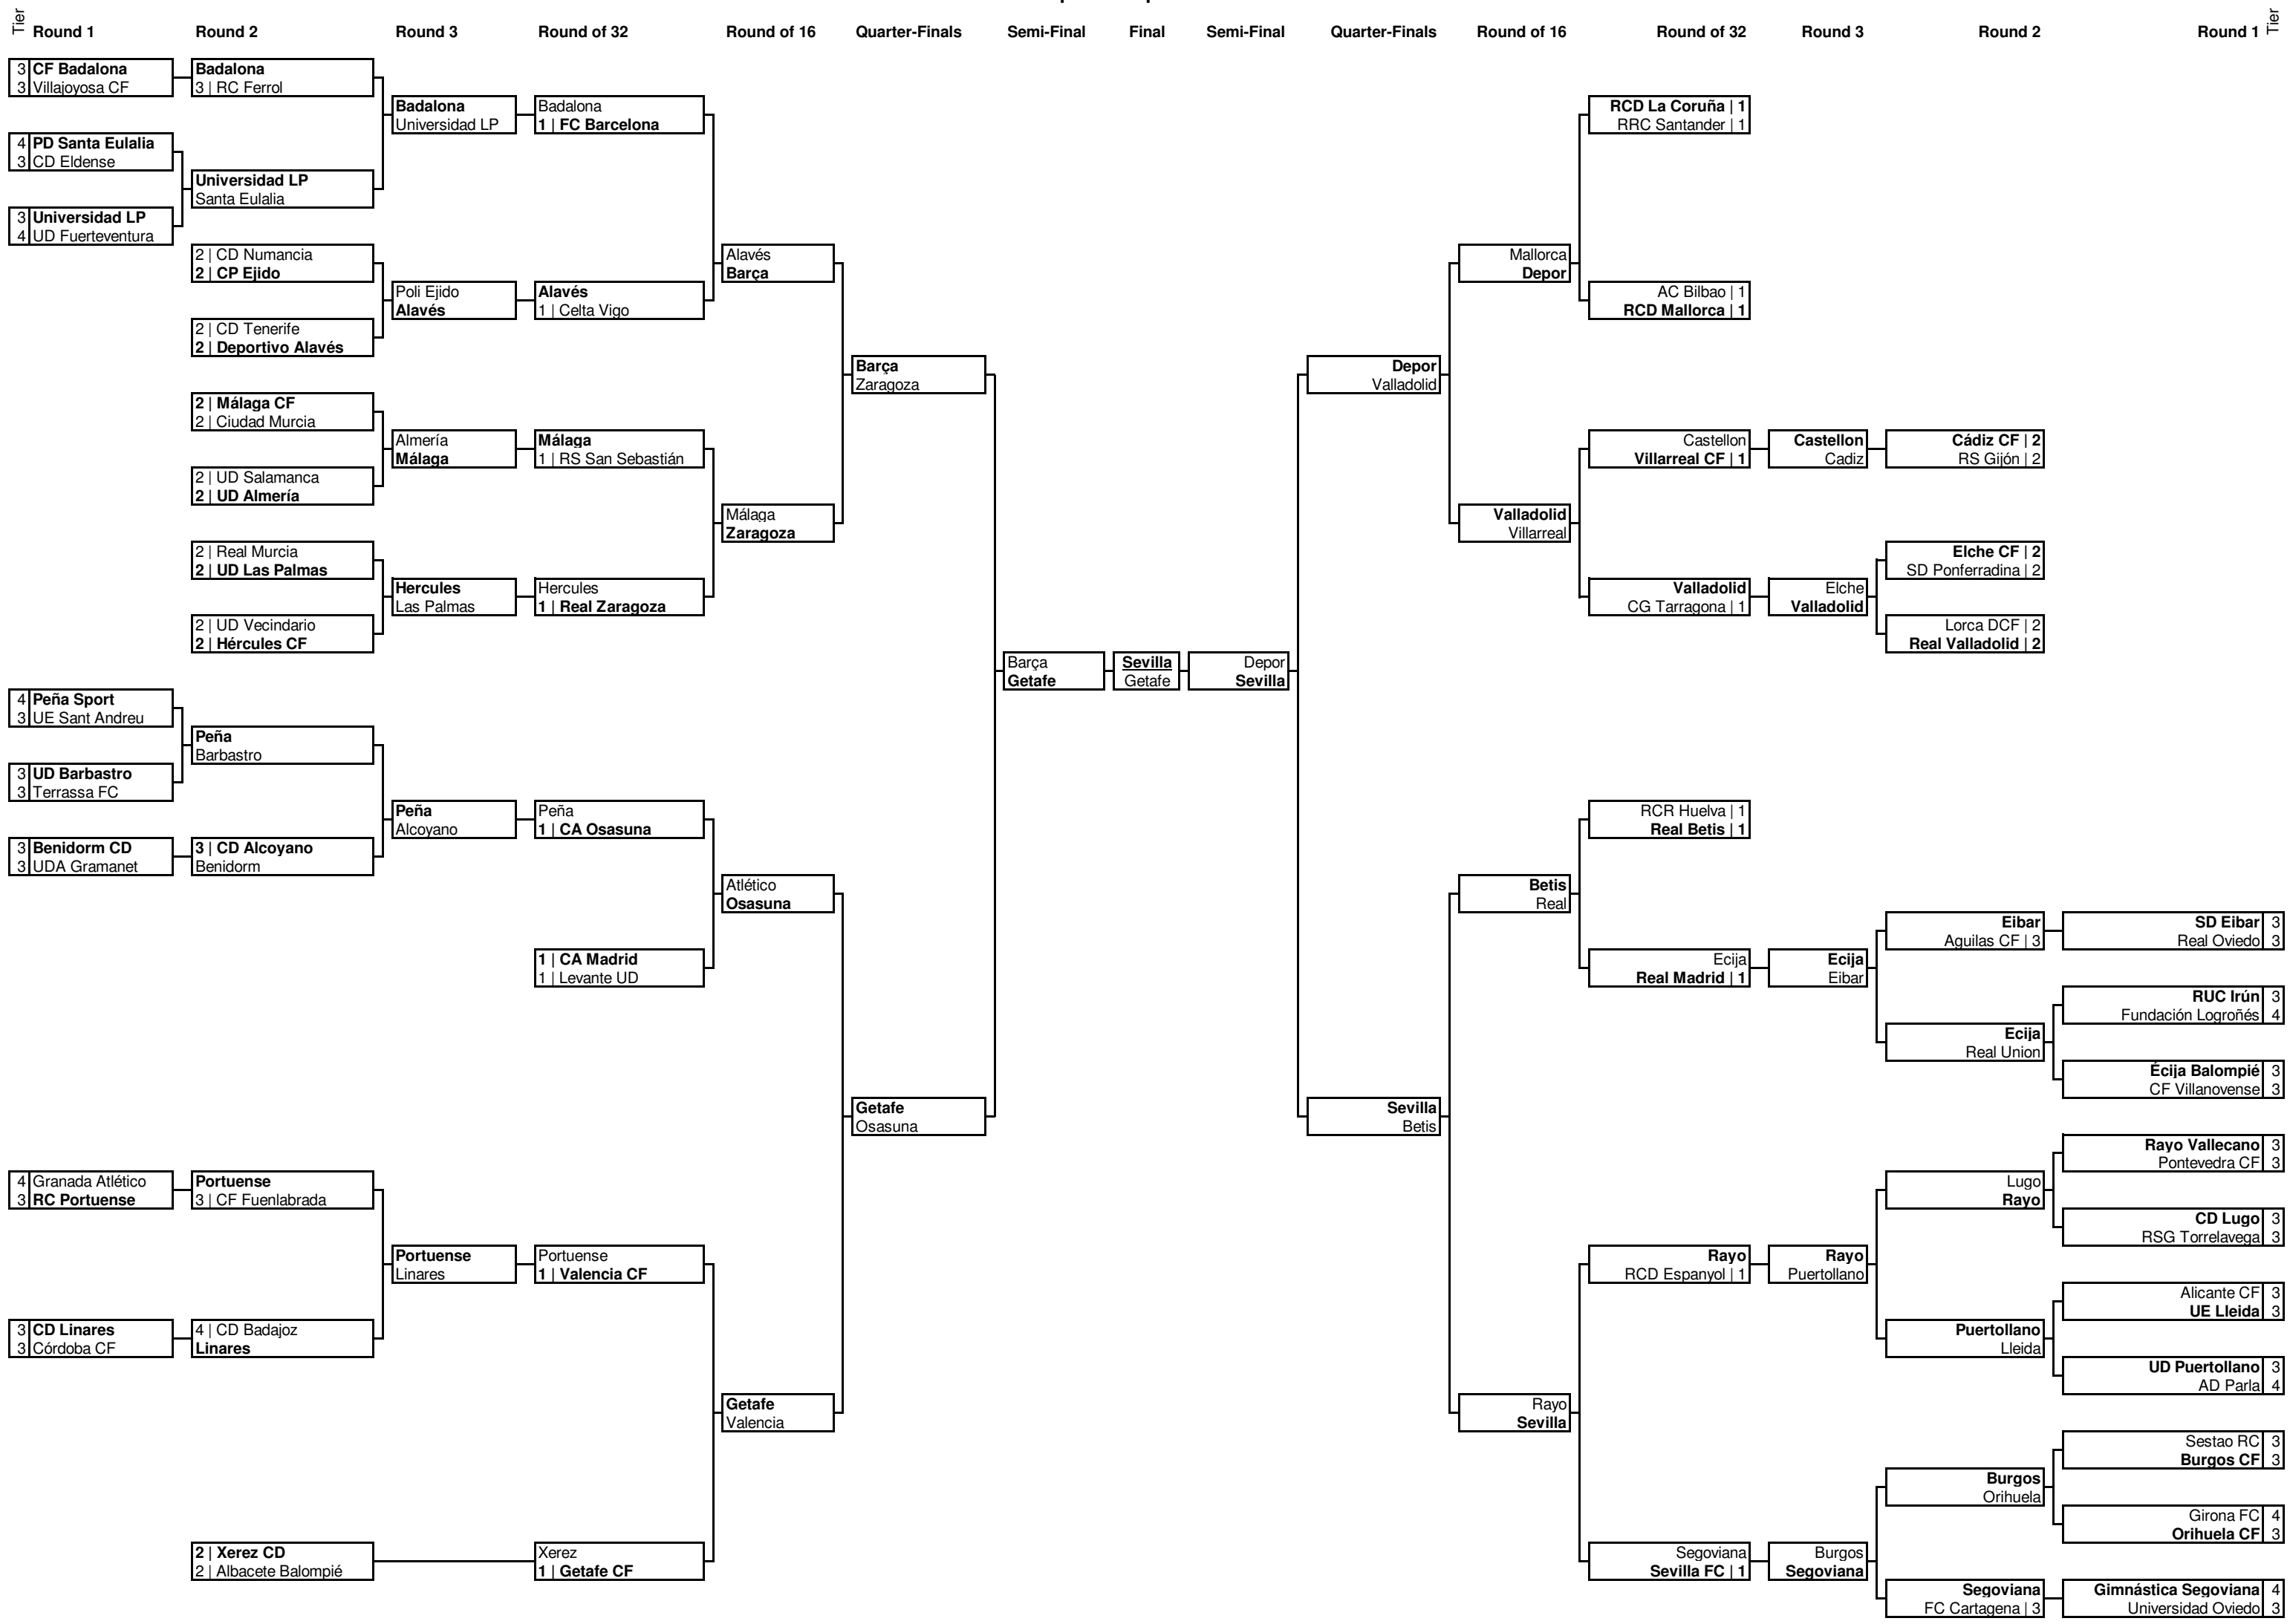 Tier
Round 1
Round 2
Round 3
Round of 32
Round of 16
Quarter-Finals
Semi-Final
Final
Semi-Final
Quarter-Finals
Round of 16
Round of 32
Round 3
Round 2
Round 1
Tier
3 CF Badalona
3 Villajoyosa CF
4 PD Santa Eulalia
3 CD Eldense
3 Universidad LP
4 UD Fuerteventura
4 Peña Sport
3 UE Sant Andreu
3 UD Barbastro
3 Terrassa FC
3 Benidorm CD
3 UDA Gramanet
4 Granada Atlético
3 RC Portuense
3 CD Linares
3 Córdoba CF
Badalona
3 | RC Ferrol
Universidad LP
Santa Eulalia
2 | CD Numancia
2 | CP Ejido
2 | CD Tenerife
2 | Deportivo Alavés
2 | Málaga CF
2 | Ciudad Murcia
2 | UD Salamanca
2 | UD Almería
2 | Real Murcia
2 | UD Las Palmas
2 | UD Vecindario
2 | Hércules CF
Peña
Barbastro
3 | CD Alcoyano
Benidorm
Portuense
3 | CF Fuenlabrada
4 | CD Badajoz
Linares
2 | Xerez CD
2 | Albacete Balompié
Badalona
Universidad LP
Poli Ejido
Alavés
Almería
Málaga
Hercules
Las Palmas
Peña
Alcoyano
Portuense
Linares
Badalona
1 | FC Barcelona
Alavés
1 | Celta Vigo
Málaga
1 | RS San Sebastián
Hercules
1 | Real Zaragoza
Peña
1 | CA Osasuna
1 | CA Madrid
1 | Levante UD
Portuense
1 | Valencia CF
Xerez
1 | Getafe CF
Alavés
Barça
Málaga
Zaragoza
Atlético
Osasuna
Getafe
Valencia
Barça
Zaragoza
Getafe
Osasuna
Barça
Getafe
Sevilla
Getafe
Depor
Sevilla
Depor
Valladolid
Sevilla
Betis
Mallorca
Depor
Valladolid
Villarreal
Betis
Real
Rayo
Sevilla
RCD La Coruña | 1
RRC Santander | 1
AC Bilbao | 1
RCD Mallorca | 1
Castellon
Villarreal CF | 1
Valladolid
CG Tarragona | 1
RCR Huelva | 1
Real Betis | 1
Ecija
Real Madrid | 1
Rayo
RCD Espanyol | 1
Segoviana
Sevilla FC | 1
Castellon
Cadiz
Elche
Valladolid
Ecija
Eibar
Rayo
Puertollano
Burgos
Segoviana
Cádiz CF | 2
RS Gijón | 2
Elche CF | 2
SD Ponferradina | 2
Lorca DCF | 2
Real Valladolid | 2
Eibar
Aguilas CF | 3
Ecija
Real Union
Lugo
Rayo
Puertollano
Lleida
Burgos
Orihuela
Segoviana
FC Cartagena | 3
SD Eibar 3
Real Oviedo 3
RUC Irún 3
Fundación Logroñés 4
Écija Balompié 3
CF Villanovense 3
Rayo Vallecano 3
Pontevedra CF 3
CD Lugo 3
RSG Torrelavega 3
Alicante CF 3
UE Lleida 3
UD Puertollano 3
AD Parla 4
Sestao RC 3
Burgos CF 3
Girona FC 4
Orihuela CF 3
Gimnástica Segoviana 4
Universidad Oviedo 3